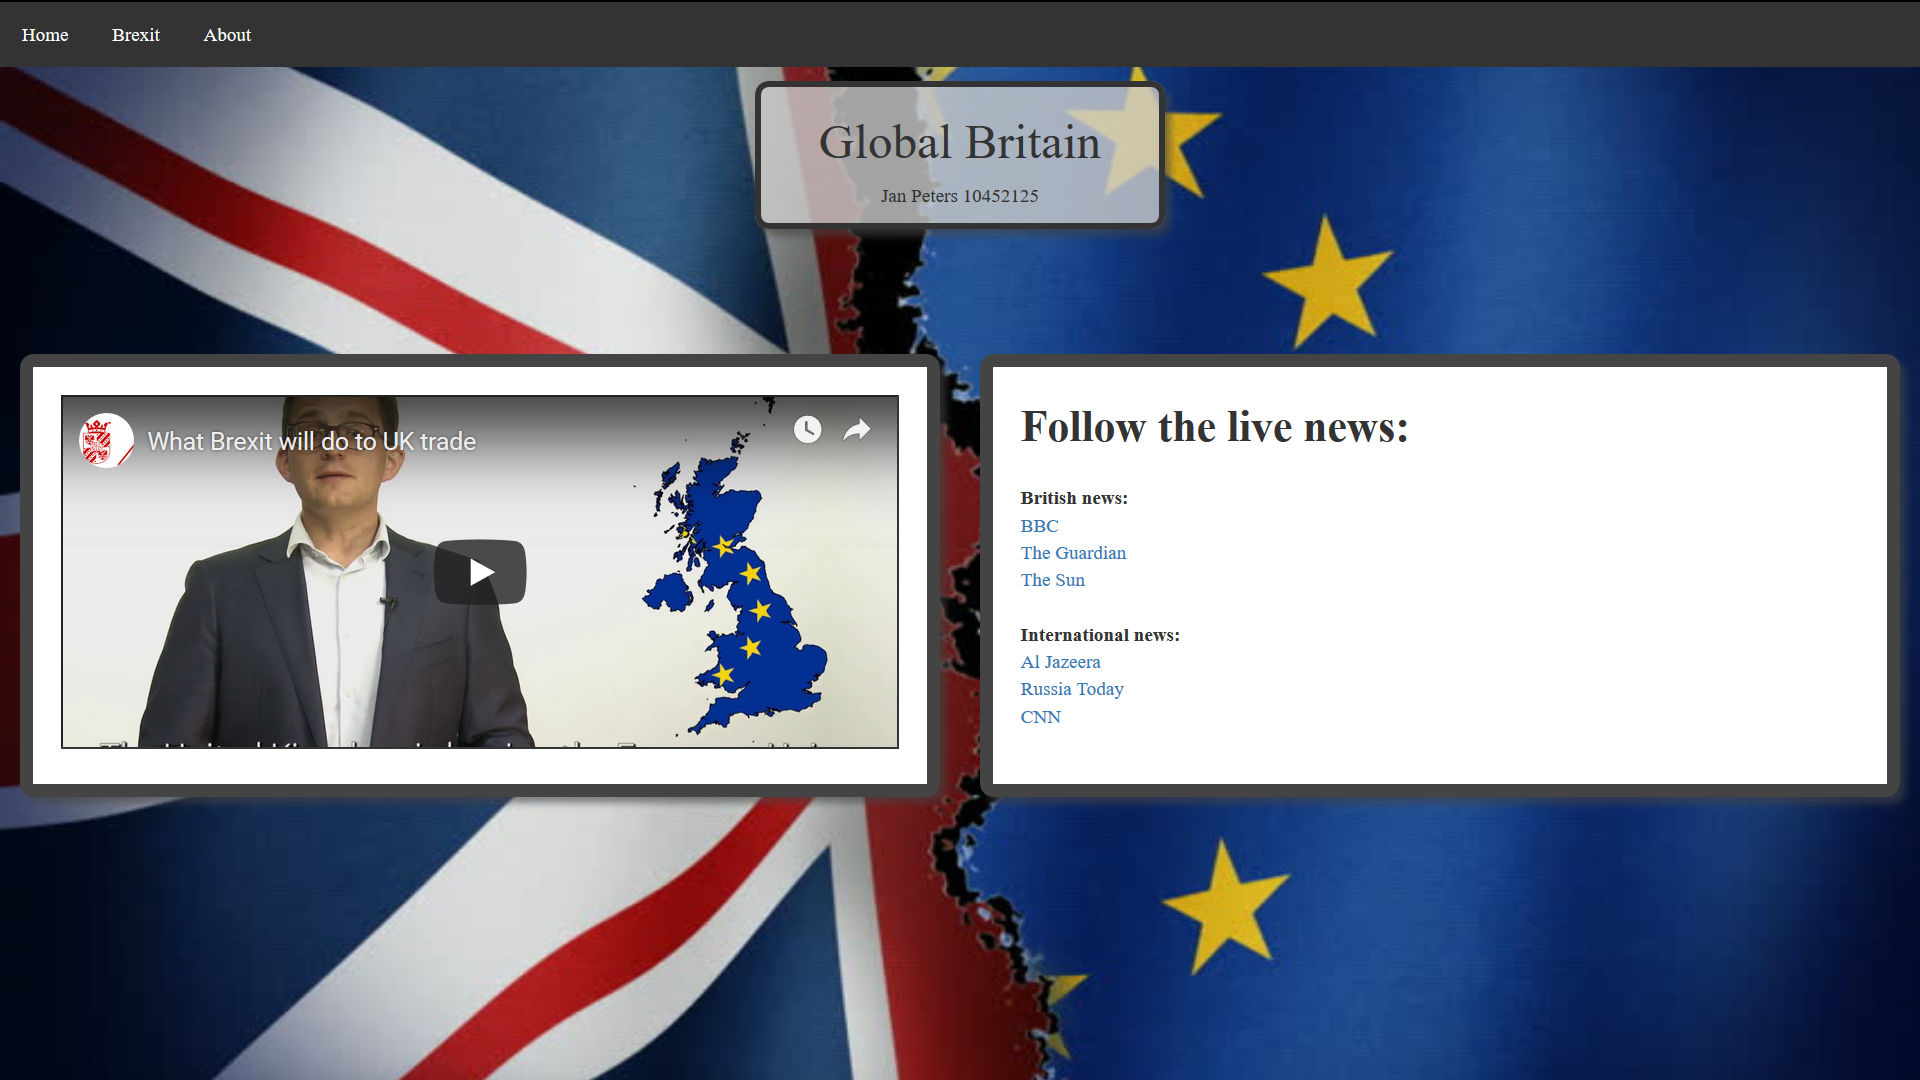 Home
Brexit
About
Global Britain
Jan Peters 10452125
What Brexit will do to UK trade
Follow the live news:
British news:
BBC
The Guardian
The Sun
International news:
Al Jazeera
Russia Today
CNN